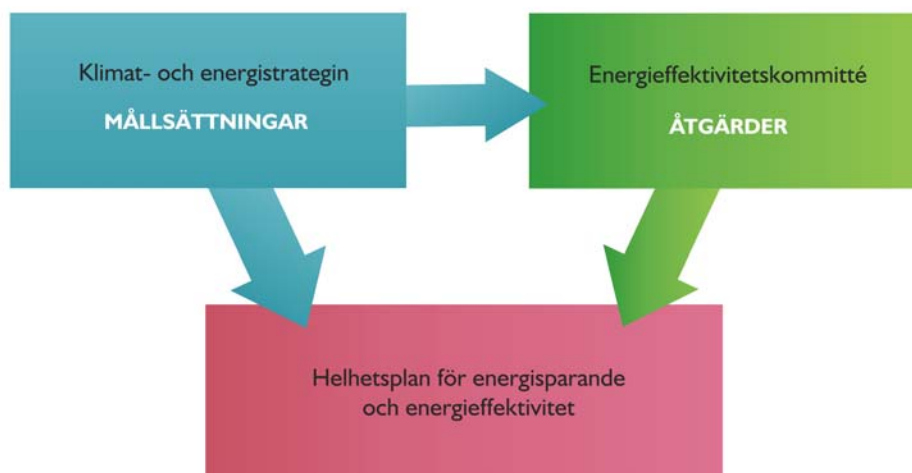 Klimat- och energistrategin
MÅLLSÄTTNINGAR
Energieffektivitetskommitté
ÅTGÄRDER
Helhetsplan för energisparande
och energieffektivitet